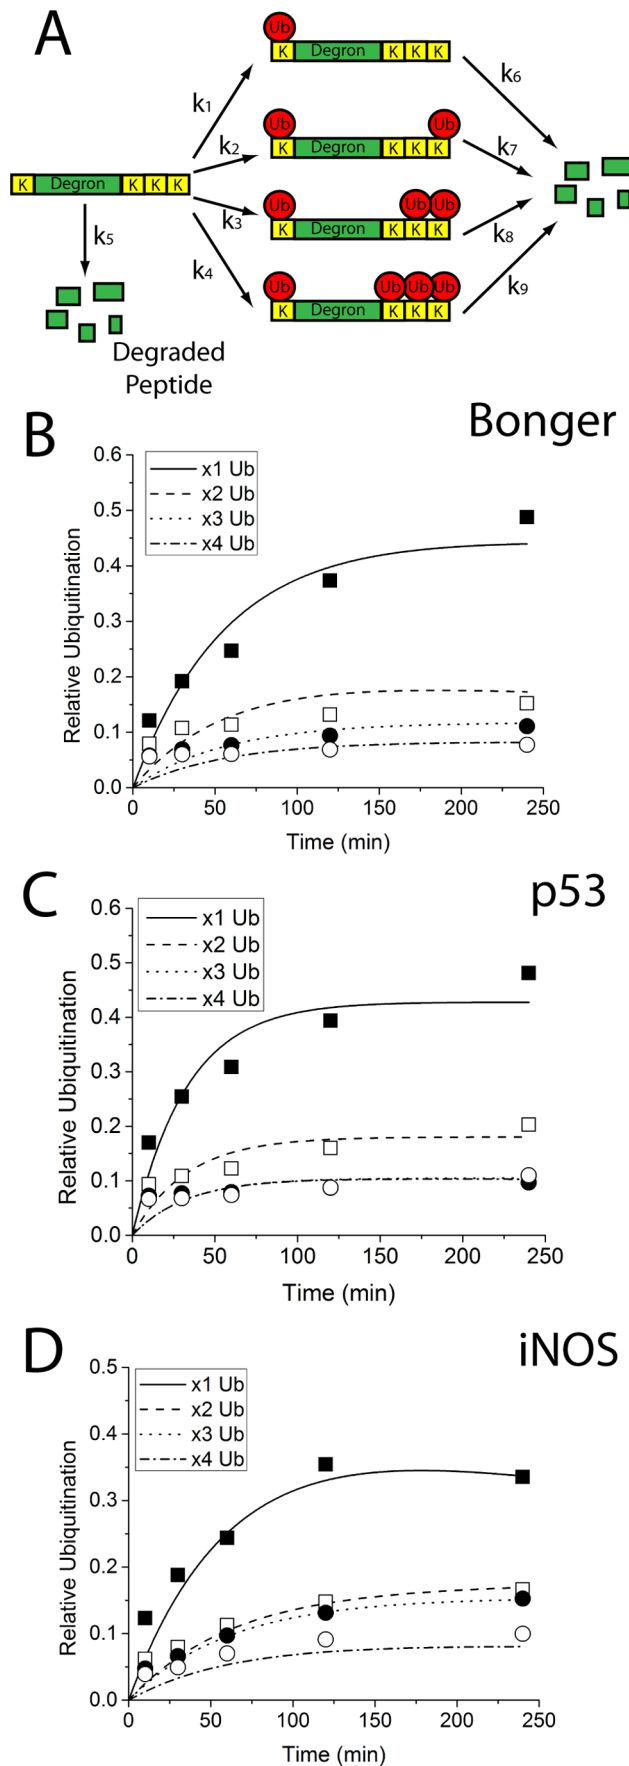 A
Ub
K Degron K K K
k1
k6
Ub Ub
K Degron K K K
k2
k7
K Degron K K K
Ub Ub Ub
K Degron K K K
k3
k8
k5
k4
Ub Ub Ub Ub
K Degron K K K
k9
Degraded
Peptide
B
Bonger
0.6
0.5
0.4
0.3
0.2
0.1
0.0
Relative Ubiquitination
x1 Ub
x2 Ub
x3 Ub
x4 Ub
0 50 100 150 200 250
Time (min)
C
p53
0.6
0.5
0.4
0.3
0.2
0.1
0.0
Relative Ubiquitination
x1 Ub
x2 Ub
x3 Ub
x4 Ub
0 50 100 150 200 250
Time (min)
D
iNOS
0.5
0.4
0.3
0.2
0.1
0.0
Relative Ubiquitination
x1 Ub
x2 Ub
x3 Ub
x4 Ub
0 50 100 150 200 250
Time (min)